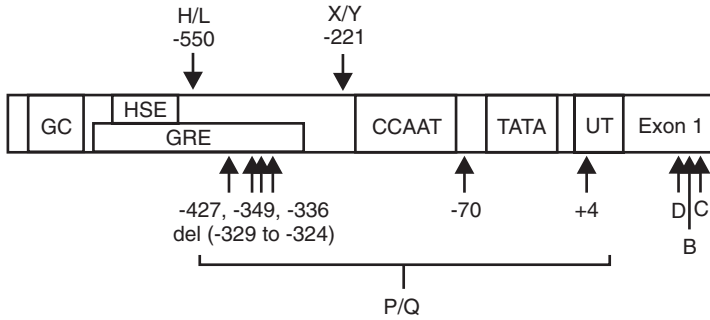 H/L
-550
X/Y
-221
GC
HSE
GRE
CCAAT
TATA
UT
Exon 1
-427, -349, -336
del (-329 to -324)
-70
+4
D
B
C
P/Q